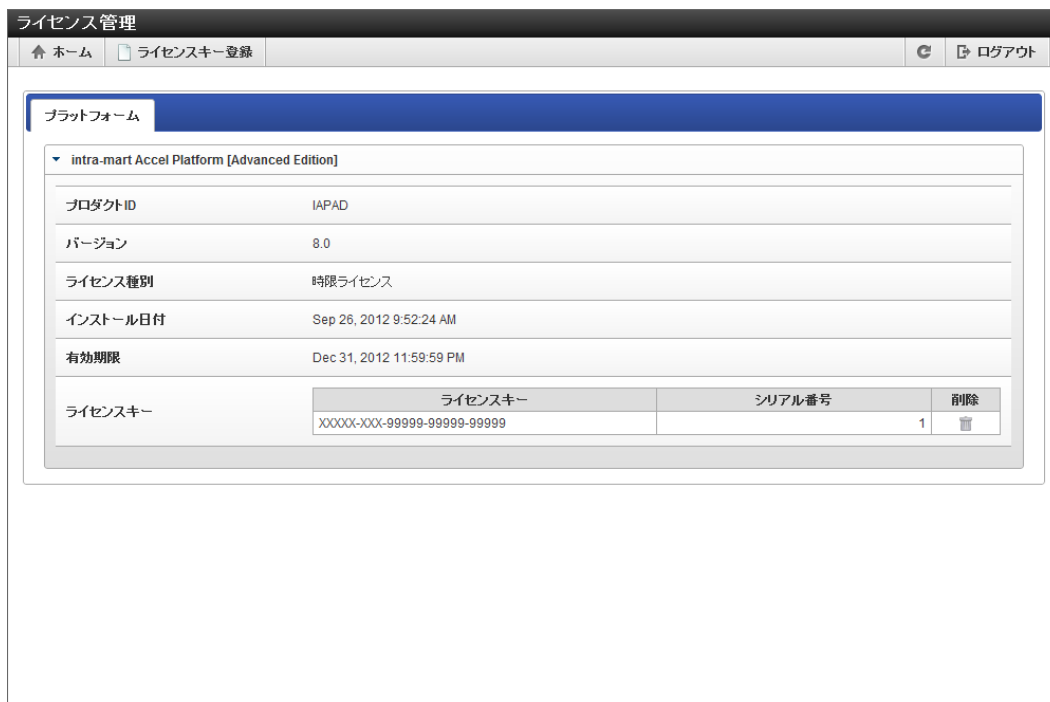 ライセンス管理
ホーム ライセンスキー登録 ログアウト
プラットフォーム
intra-mart Accel Platform [Advanced Edition]
プロダクトID IAPAD
バージョン 8.0
ライセンス種別 時限ライセンス
インストール日付 Sep 26, 2012 9:52:24 AM
有効期限 Dec 31, 2012 11:59:59 PM
ライセンスキー
ライセンスキー シリアル番号 削除
XXXXX-XXX-99999-99999-99999 1